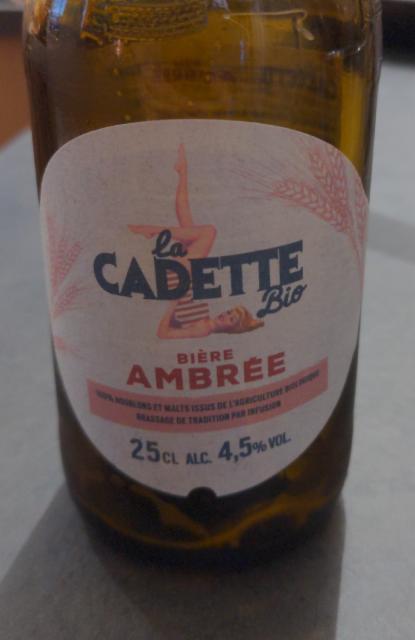 la
CADETTE
Bio
BIÈRE
AMBRÉE
100% HOUBLONS ET MALTS ISSUS DE L'AGRICULTURE BIOLOGIQUE
BRASSAGE DE TRADITION PAR INFUSION
25CL ALC. 4,5% VOL.